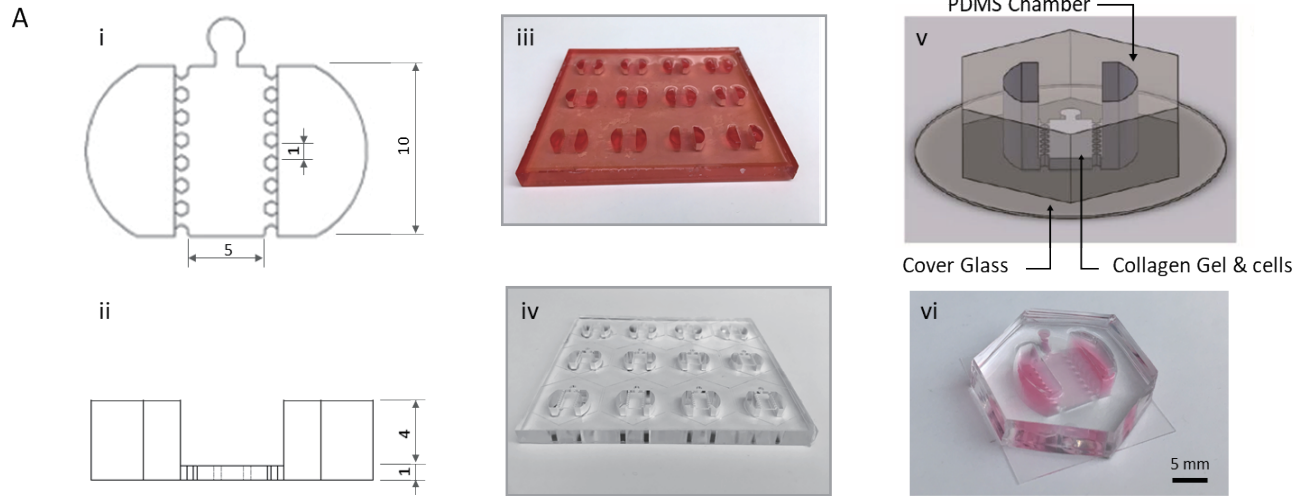 A
i
1
10
5
ii
4
1
iii
iv
PDMS Chamber
v
Cover Glass
Collagen Gel & cells
vi
5 mm